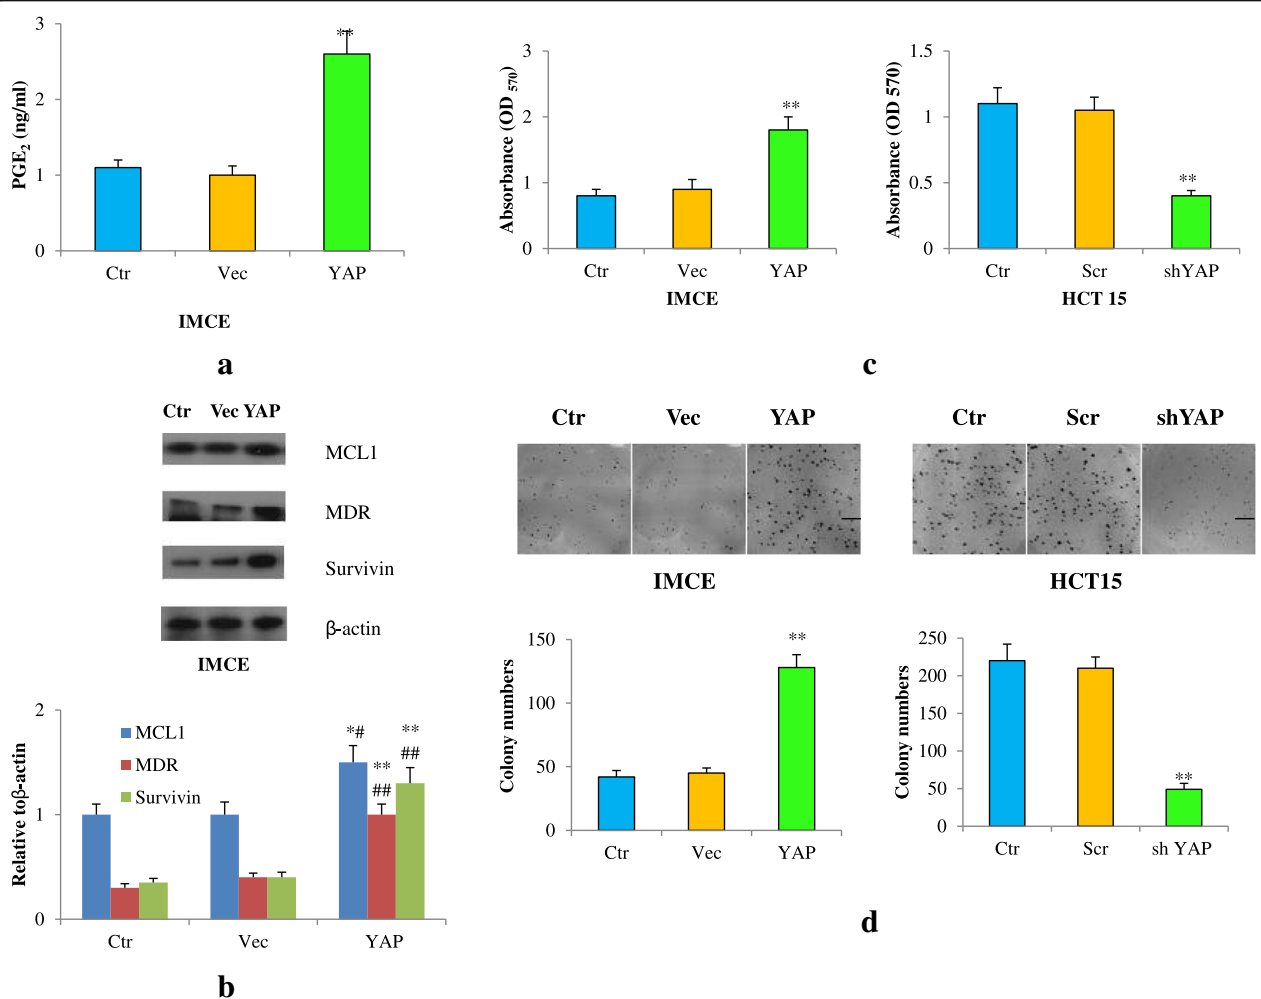 3
2
1
0
PGE2 (ng/ml)
**
Ctr Vec YAP
IMCE
a
3
2
1
0
Absorbance (OD 570)
**
Ctr Vec YAP
IMCE
1.5
1
0.5
0
Absorbance (OD 570)
**
Ctr Scr shYAP
HCT 15
c
Ctr Vec YAP
MCL1
MDR
Survivin
β-actin
IMCE
2
1
0
Relative toβ-actin
MCL1
MDR
Survivin
*#
**
##
**
##
Ctr Vec YAP
b
Ctr Vec YAP
IMCE
Ctr Scr shYAP
HCT15
150
100
50
0
Colony numbers
**
Ctr Vec YAP
250
200
150
100
50
0
Colony numbers
**
Ctr Scr sh YAP
d